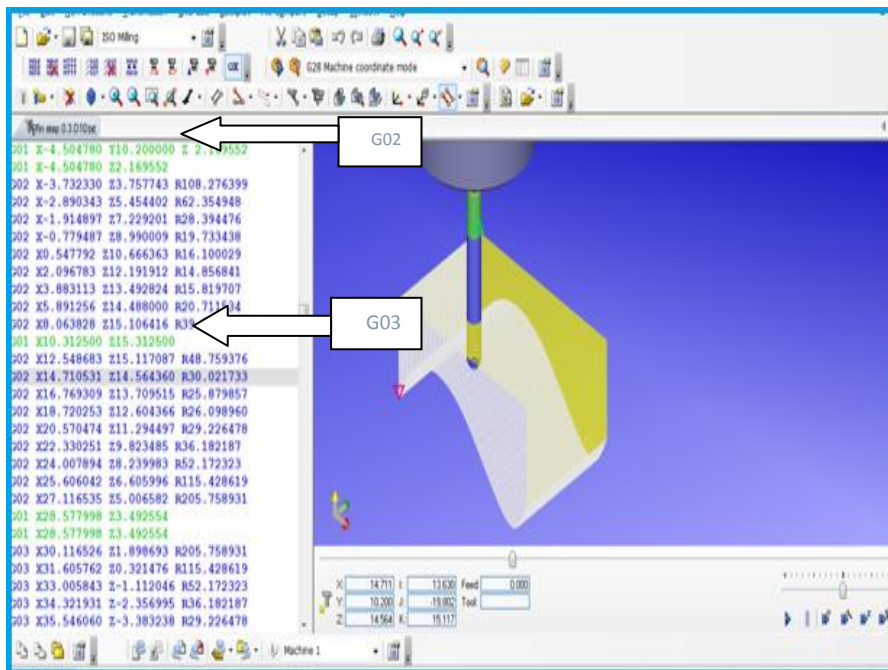 ISO Milling
G28 Machine coordinate mode
Fin step 0.3 D10.txt
G02
G01 X-4.504780 Y10.200000 Z 2.169552
G01 X-4.504780 Z2.169552
G02 X-3.732330 Z3.757743 R108.276399
G02 X-2.890343 Z5.454402 R62.354948
G02 X-1.914897 Z7.229201 R28.394476
G02 X-0.779487 Z8.990009 R19.733438
G02 X0.547792 Z10.666363 R16.100029
G02 X2.096783 Z12.191912 R14.856841
G02 X3.883113 Z13.492824 R15.819707
G02 X5.891256 Z14.488000
G02 X8.063828 Z15.106416
G03
G01 X10.312500 Z15.312500
G02 X12.548683 Z15.117087 R48.759376
G02 X14.710531 Z14.564360 R30.021733
G02 X16.769309 Z13.709515 R25.879857
G02 X18.720253 Z12.604366 R26.098960
G02 X20.570474 Z11.294497 R29.226478
G02 X22.330251 Z9.823485 R36.182187
G02 X24.007894 Z8.239983 R52.172323
G02 X25.606042 Z6.605996 R115.428619
G02 X27.116535 Z5.006582 R205.758931
G01 X28.577998 Z3.492554
G01 X28.577998 Z3.492554
G03 X30.116526 Z1.898693 R205.758931
G03 X31.605762 Z0.321476 R115.428619
G03 X33.005843 Z-1.112046 R52.172323
G03 X34.321931 Z-2.356995 R36.182187
G03 X35.546060 Z-3.383238 R29.226478
X: 14.711 I: 13.630 Feed 0.000
Y: 10.200 J: -19.802 Tool
Z: 14.564 K: 15.117
Machine 1